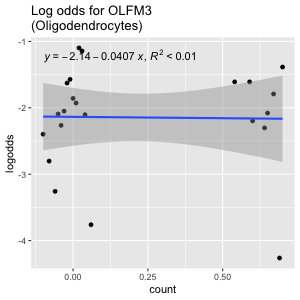 Log odds for OLFM3
(Oligodendrocytes)
y = −2.14 − 0.0407 x, R² < 0.01
-1
-2
-3
-4
logodds
0.00 0.25 0.50
count